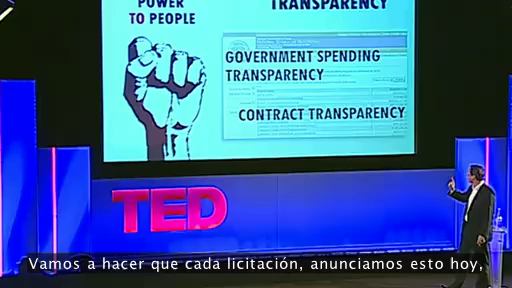 POWER
TO PEOPLE
TRANSPARENCY
GOVERNMENT SPENDING
TRANSPARENCY
CONTRACT TRANSPARENCY
TED
Vamos a hacer que cada licitación, anunciamos esto hoy,